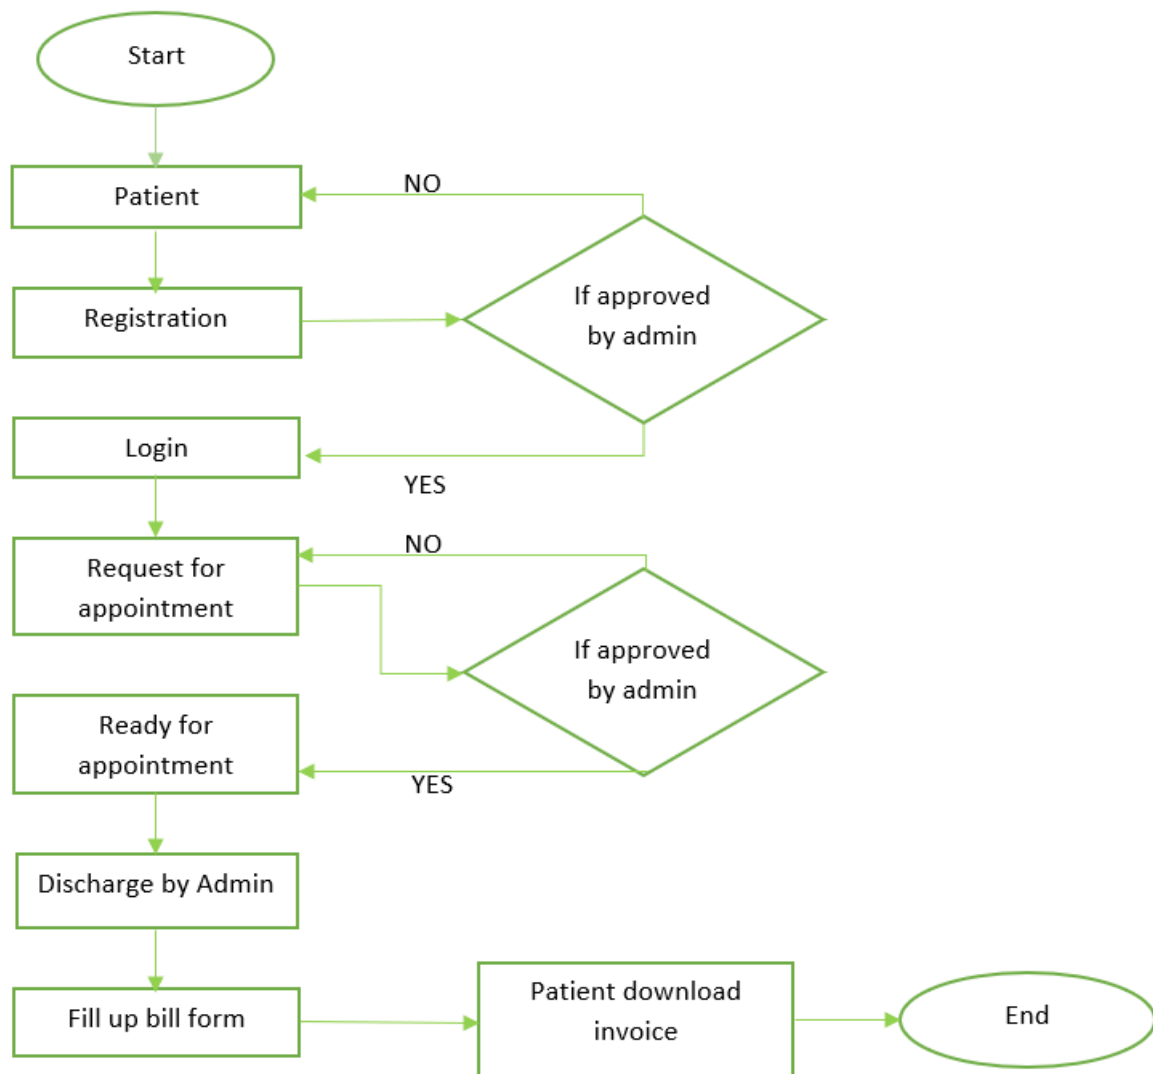 Start
Patient
NO
Registration
If approved
by admin
Login
YES
Request for
appointment
NO
If approved
by admin
Ready for
appointment
YES
Discharge by Admin
Fill up bill form
Patient download
invoice
End